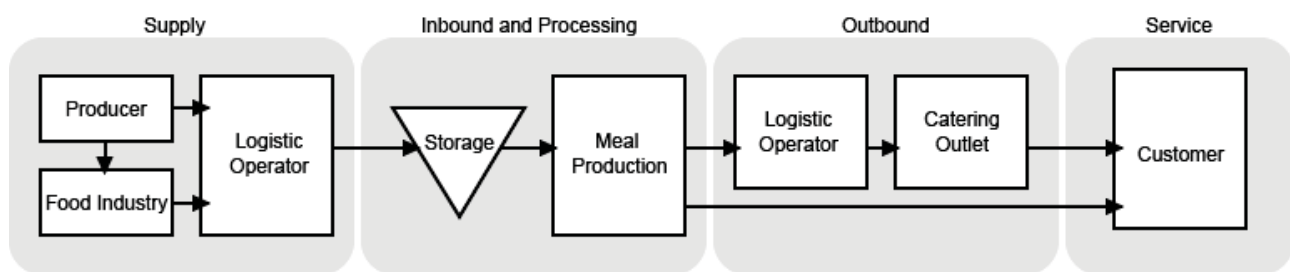 Supply
Inbound and Processing
Outbound
Service
Producer
Food Industry
Logistic
Operator
Storage
Meal
Production
Logistic
Operator
Catering
Outlet
Customer